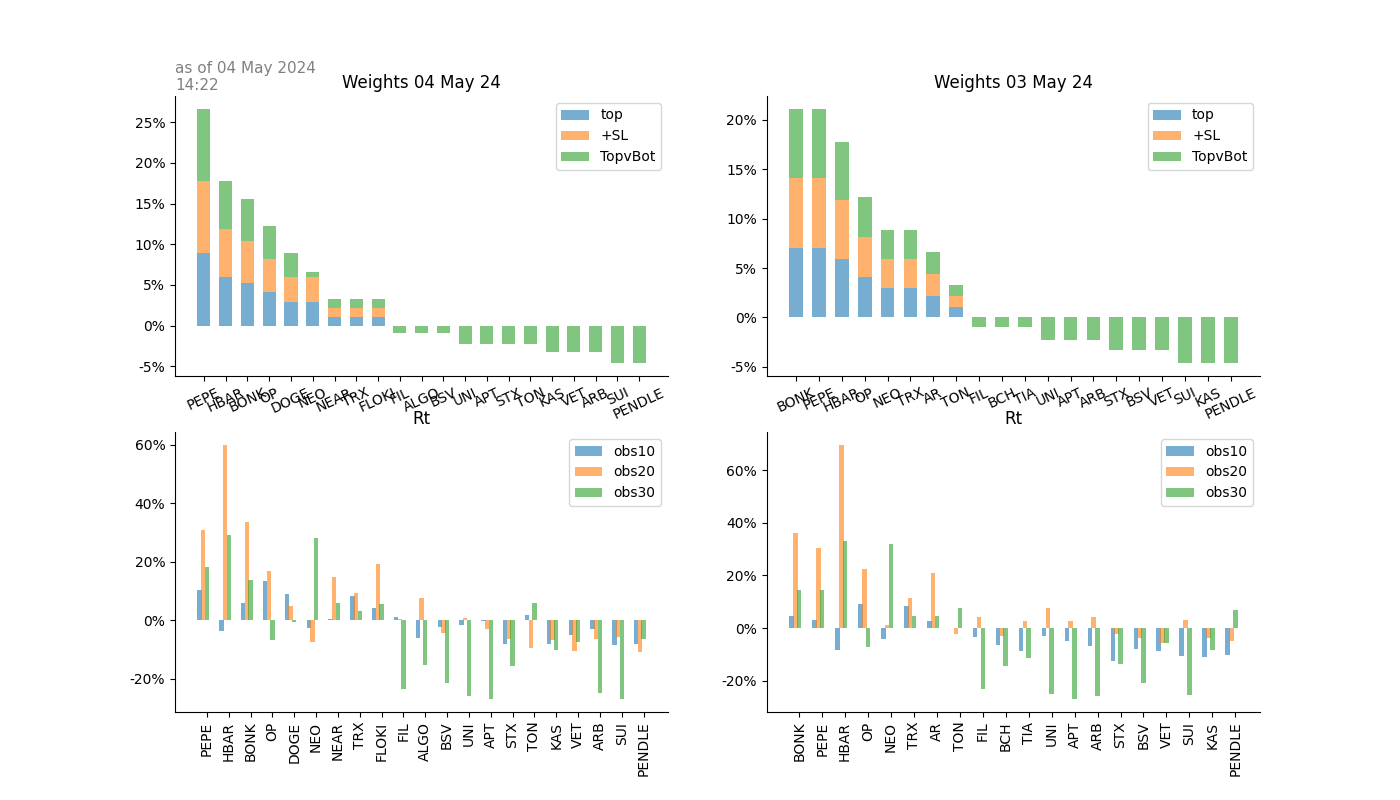 as of 04 May 2024
14:22
Weights 04 May 24
25%
20%
15%
10%
5%
0%
-5%
top
+SL
TopvBot
PEPE HBAR BONK OP DOGE NEO NEAR TRX FLOKI FIL ALGO BSV UNI APT STX TON KAS VET ARB SUI PENDLE
Weights 03 May 24
20%
15%
10%
5%
0%
-5%
top
+SL
TopvBot
BONK PEPE HBAR OP NEO TRX AR TON FIL BCH TIA UNI APT ARB STX BSV VET SUI KAS PENDLE
Rt
60%
40%
20%
0%
-20%
obs10
obs20
obs30
PEPE HBAR BONK OP DOGE NEO NEAR TRX FLOKI FIL ALGO BSV UNI APT STX TON KAS VET ARB SUI PENDLE
Rt
60%
40%
20%
0%
-20%
obs10
obs20
obs30
BONK PEPE HBAR OP NEO TRX AR TON FIL BCH TIA UNI APT ARB STX BSV VET SUI KAS PENDLE